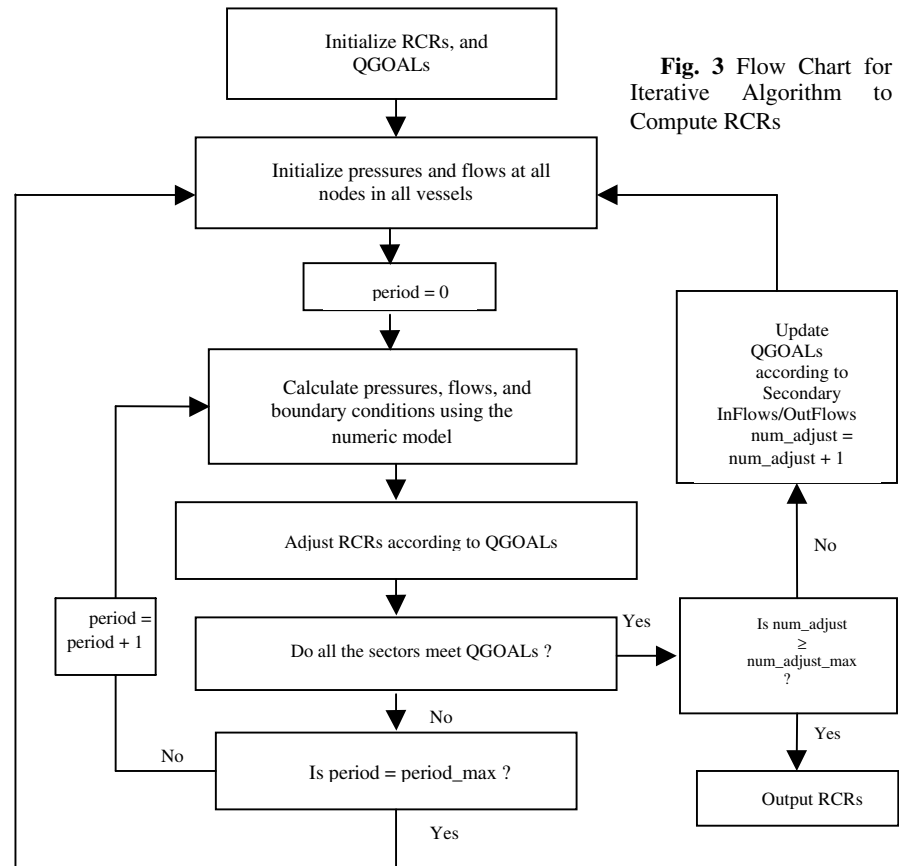 Initialize RCRs, and
QGOALs
Fig. 3 Flow Chart for
Iterative Algorithm to
Compute RCRs
Initialize pressures and flows at all
nodes in all vessels
period = 0
Update
QGOALs
according to
Secondary
InFlows/OutFlows
num_adjust =
num_adjust + 1
Calculate pressures, flows, and
boundary conditions using the
numeric model
Adjust RCRs according to QGOALs
No
period =
period + 1
Do all the sectors meet QGOALs ?
Yes
Is num_adjust
≥
num_adjust_max
?
No
Yes
No
Is period = period_max ?
Output RCRs
Yes